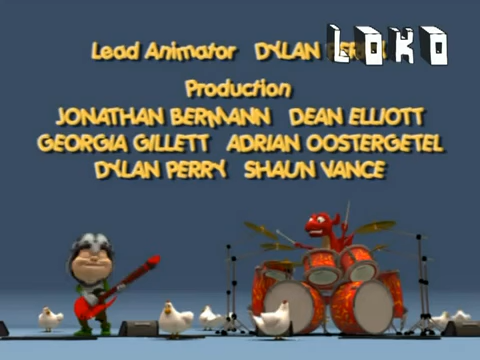 Lead Animator DYLAN
LOKO
Production
JONATHAN BERMANN DEAN ELLIOTT
GEORGIA GILLETT ADRIAN OOSTERGETEL
DYLAN PERRY SHAUN VANCE